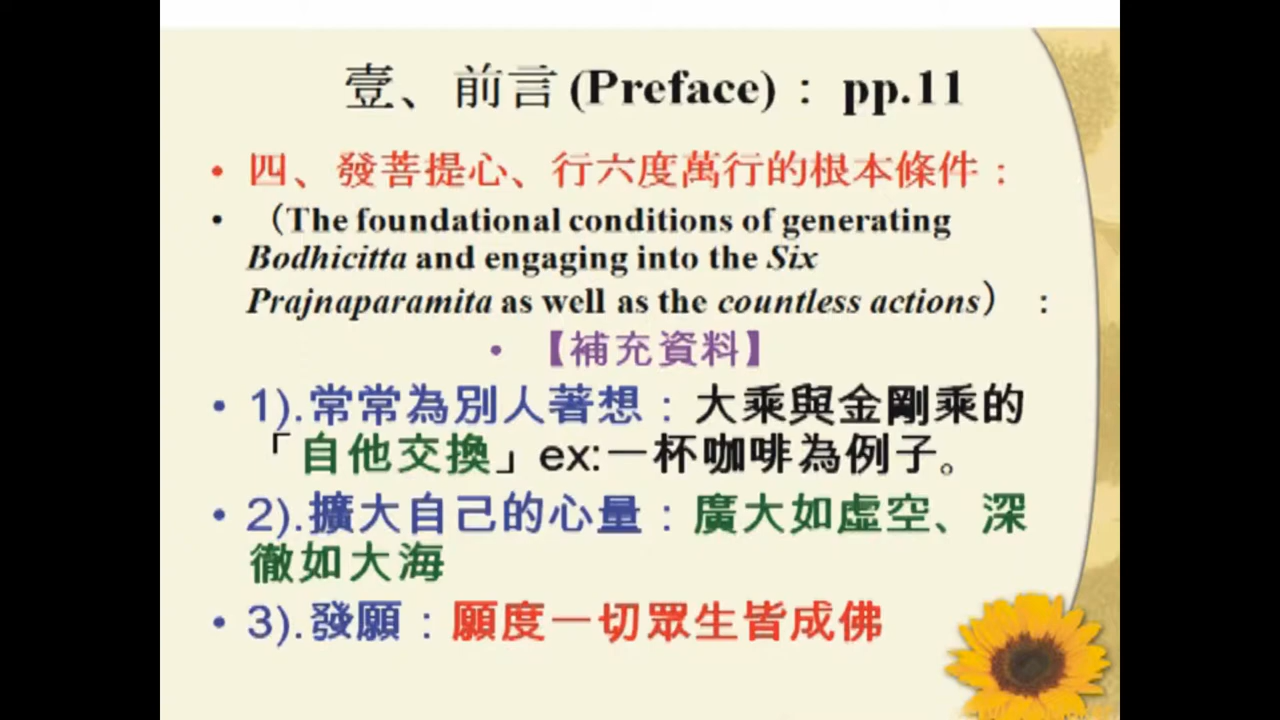 壹、前言(Preface)： pp.11
• 四、發菩提心、行六度萬行的根本條件：
• （The foundational conditions of generating
Bodhicitta and engaging into the Six
Prajnaparamita as well as the countless actions） ：
• 【補充資料】
• 1).常常為別人著想：大乘與金剛乘的
「自他交換」ex:一杯咖啡為例子。
• 2).擴大自己的心量：廣大如虛空、深
徹如大海
• 3).發願：願度一切眾生皆成佛